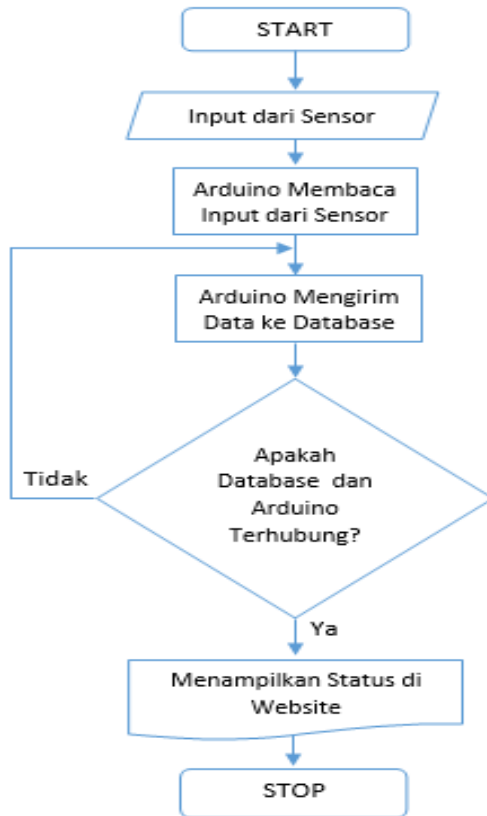 START
Input dari Sensor
Arduino Membaca
Input dari Sensor
Arduino Mengirim
Data ke Database
Apakah
Database dan
Arduino
Terhubung?
Tidak
Ya
Menampilkan Status di
Website
STOP